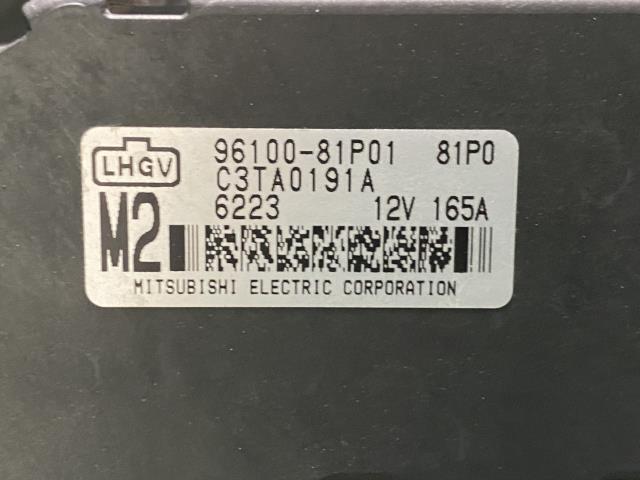 LHGV
96100-81P01 81P0
C3TA0191A
M2
6223 12V 165A
MITSUBISHI ELECTRIC CORPORATION